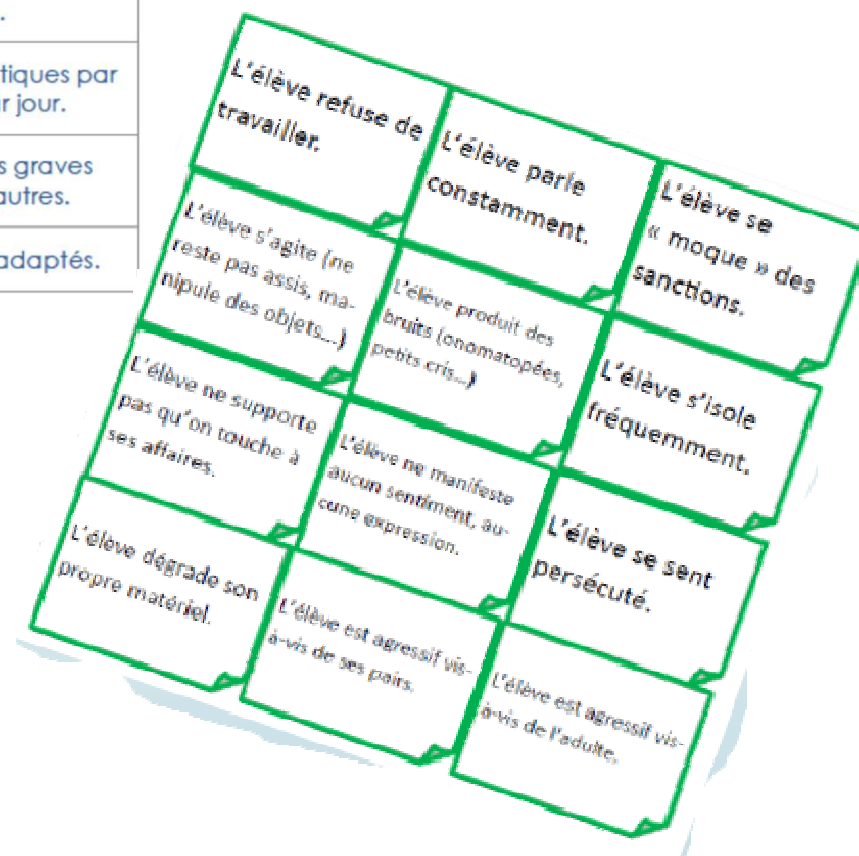 .
tiques par
r jour.
s graves
autres.
adaptés.
L'élève refuse de
travailler.
L'élève parle
constamment.
L'élève se
« moque » des
sanctions.
L'élève s'agite (ne
reste pas assis, ma-
nipule des objets...)
L'élève produit des
bruits (onomatopées,
petits cris...)
L'élève s'isole
fréquemment.
L'élève ne supporte
pas qu'on touche à
ses affaires.
L'élève ne manifeste
aucun sentiment, au-
cune expression.
L'élève se sent
persécuté.
L'élève dégrade son
propre matériel.
L'élève est agressif vis-
à-vis de ses pairs.
L'élève est agressif vis-
à-vis de l'adulte.